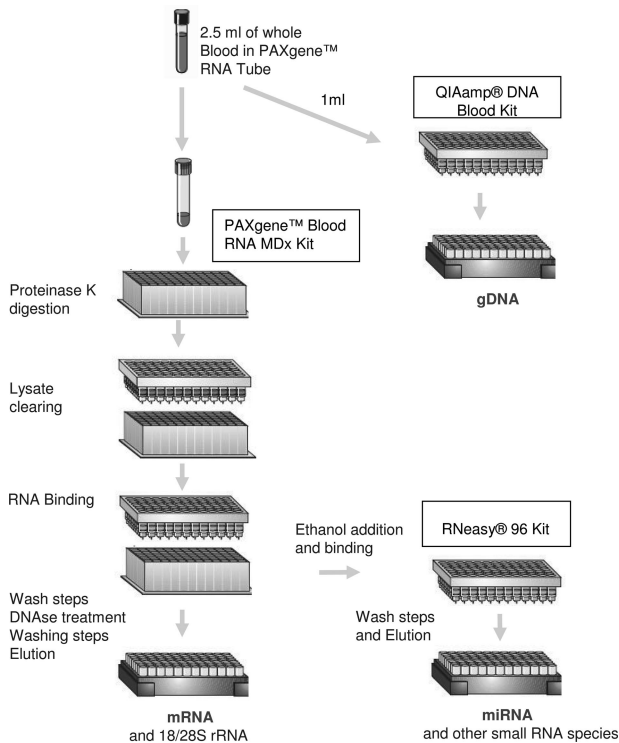 2.5 ml of whole
Blood in PAXgene™
RNA Tube
1ml
QIAamp® DNA
Blood Kit
PAXgene™ Blood
RNA MDx Kit
gDNA
Proteinase K
digestion
Lysate
clearing
RNA Binding
Ethanol addition
and binding
RNeasy® 96 Kit
Wash steps
DNAse treatment
Washing steps
Elution
Wash steps
and Elution
mRNA
and 18/28S rRNA
miRNA
and other small RNA species